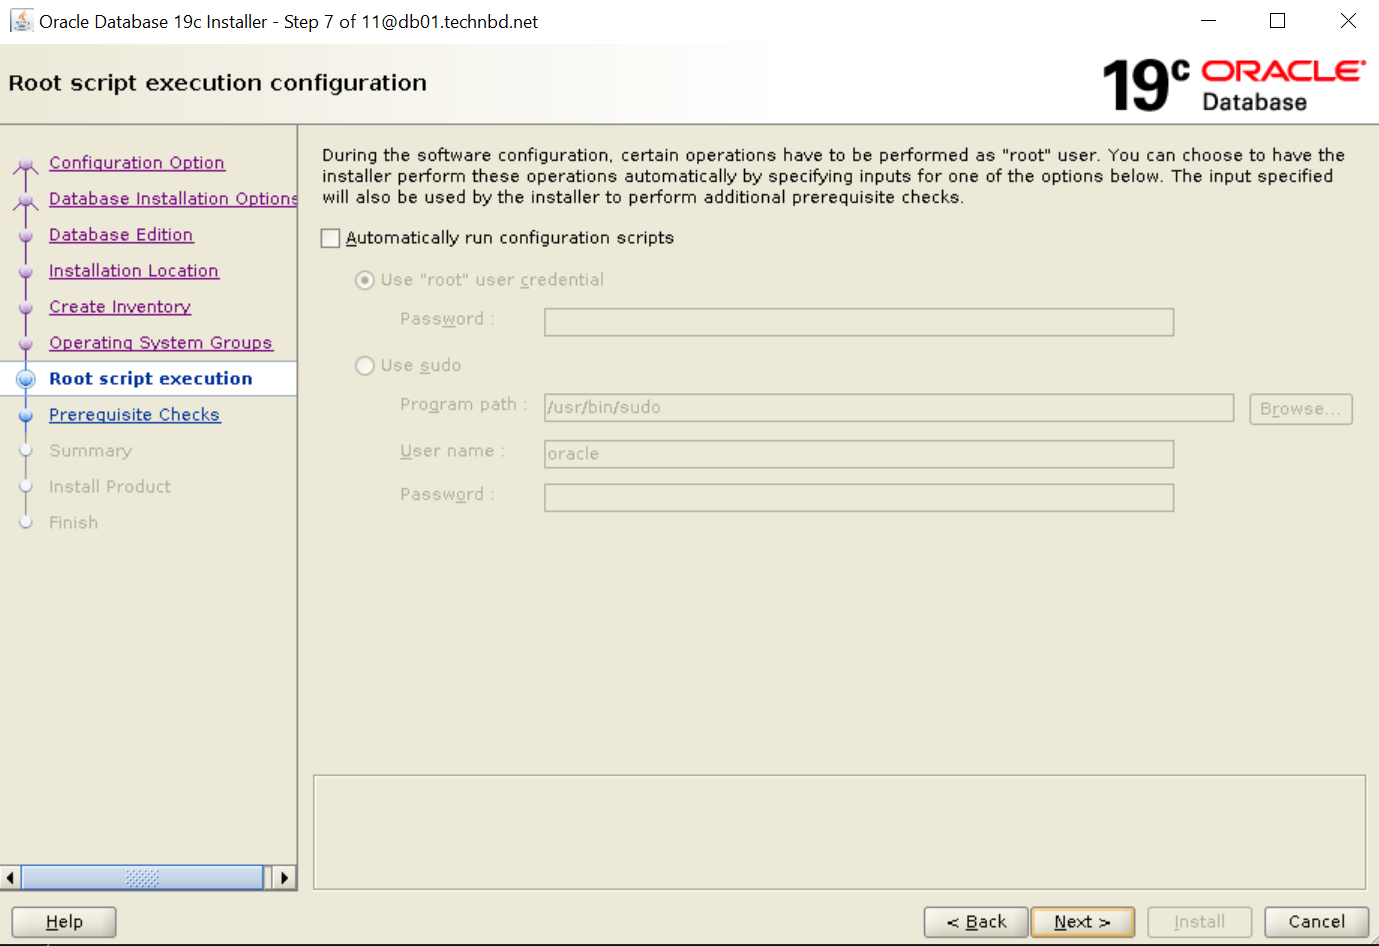 Oracle Database 19c Installer - Step 7 of 11@db01.technbd.net
Root script execution configuration
19c ORACLE
Database
Configuration Option
Database Installation Options
Database Edition
Installation Location
Create Inventory
Operating System Groups
Root script execution
Prerequisite Checks
Summary
Install Product
Finish
During the software configuration, certain operations have to be performed as "root" user. You can choose to have the
installer perform these operations automatically by specifying inputs for one of the options below. The input specified
will also be used by the installer to perform additional prerequisite checks.
Automatically run configuration scripts
Use "root" user credential
Password :
Use sudo
Program path : /usr/bin/sudo Browse...
User name : oracle
Password :
Help < Back Next > Install Cancel